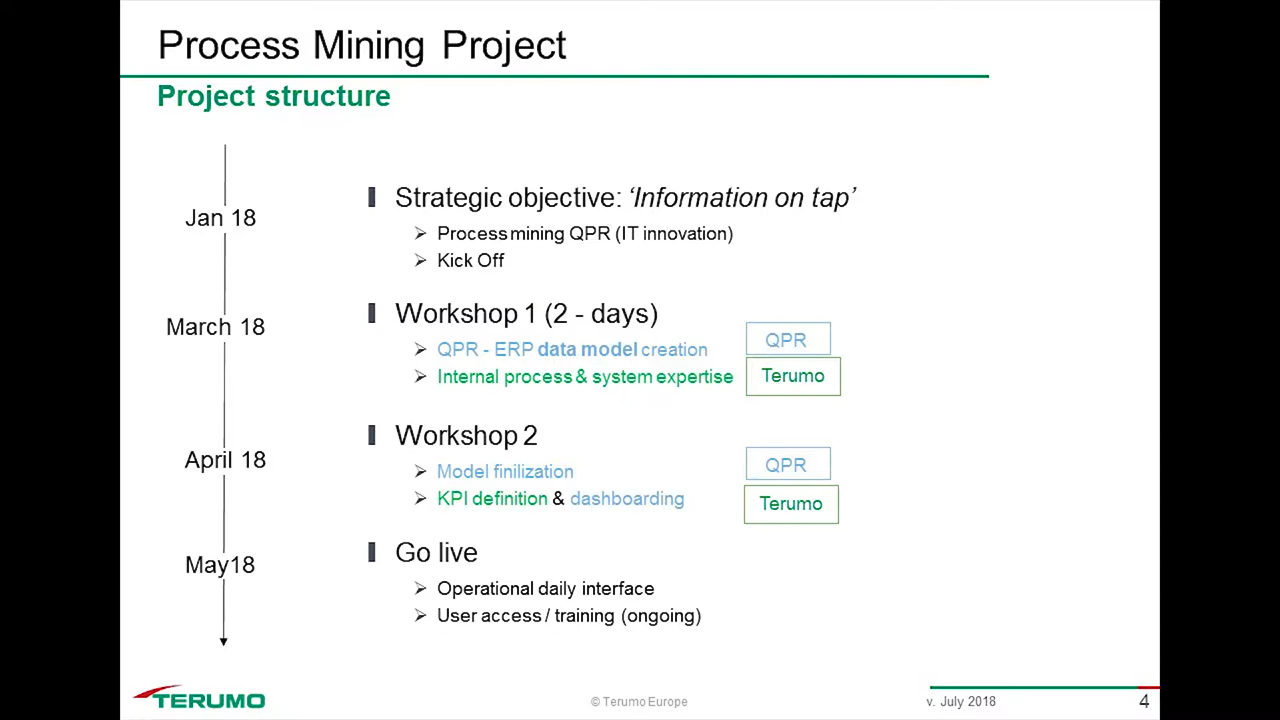 Process Mining Project
Project structure
Jan 18
Strategic objective: ‘Information on tap’
Process mining QPR (IT innovation)
Kick Off
March 18
Workshop 1 (2 - days)
QPR - ERP data model creation
QPR
Internal process & system expertise
Terumo
April 18
Workshop 2
Model finilization
QPR
KPI definition & dashboarding
Terumo
May18
Go live
Operational daily interface
User access / training (ongoing)
TERUMO
© Terumo Europe
v. July 2018
4